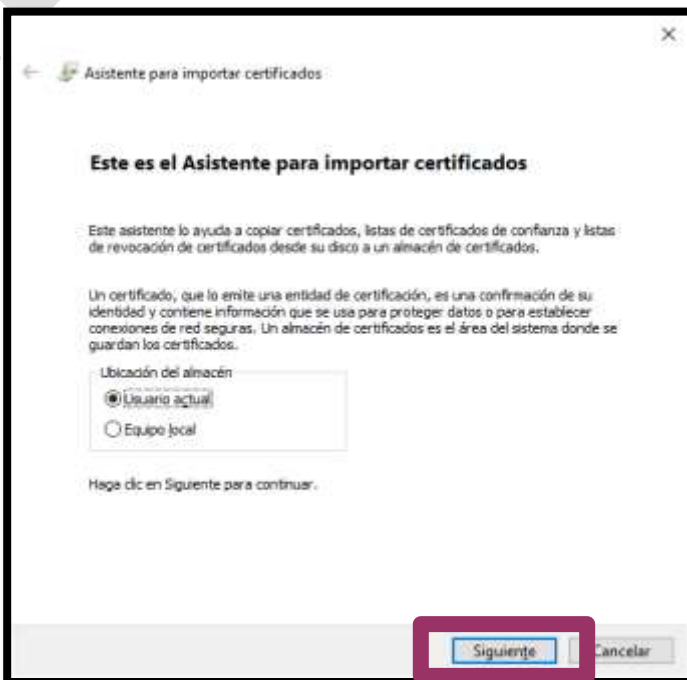 Asistente para importar certificados
Este es el Asistente para importar certificados
Este asistente lo ayuda a copiar certificados, listas de certificados de confianza y listas
de revocación de certificados desde su disco a un almacén de certificados.
Un certificado, que lo emite una entidad de certificación, es una confirmación de su
identidad y contiene información que se usa para proteger datos o para establecer
conexiones de red seguras. Un almacén de certificados es el área del sistema donde se
guardan los certificados.
Ubicación del almacén
Usuario actual
Equipo local
Haga clic en Siguiente para continuar.
Siguiente
Cancelar